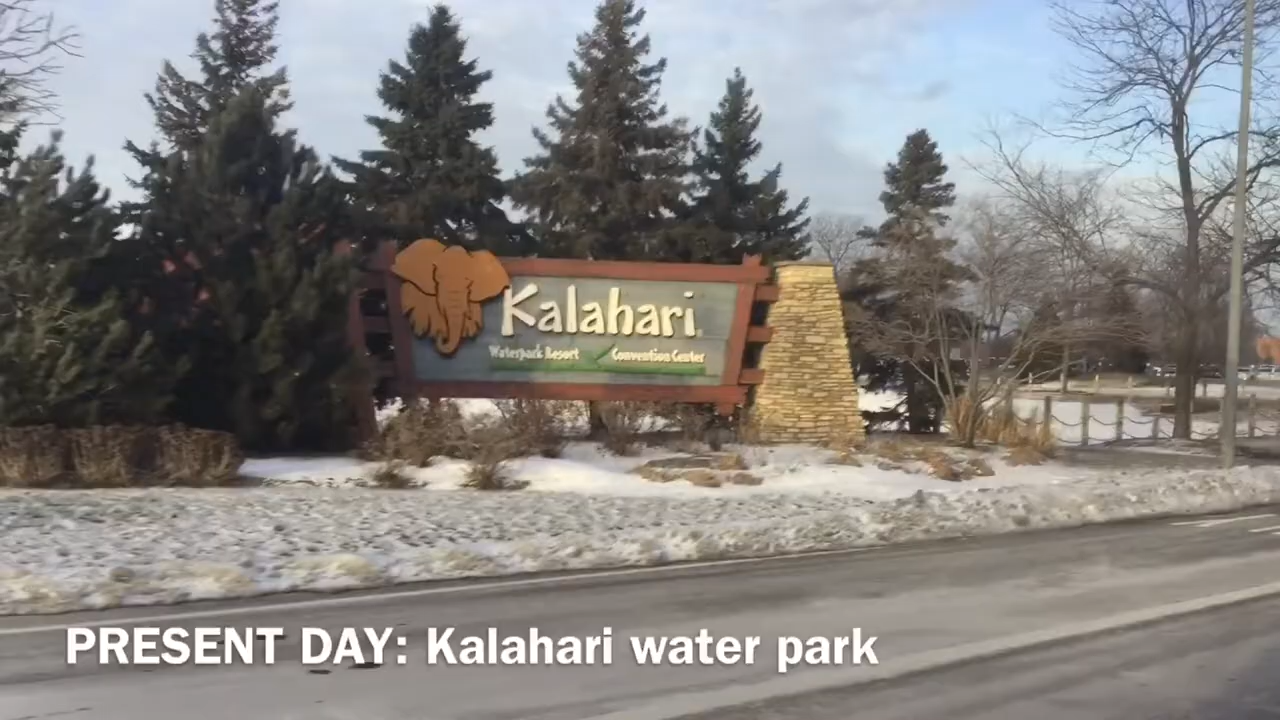 Kalahari
Waterpark Resort Convention Center
PRESENT DAY: Kalahari water park